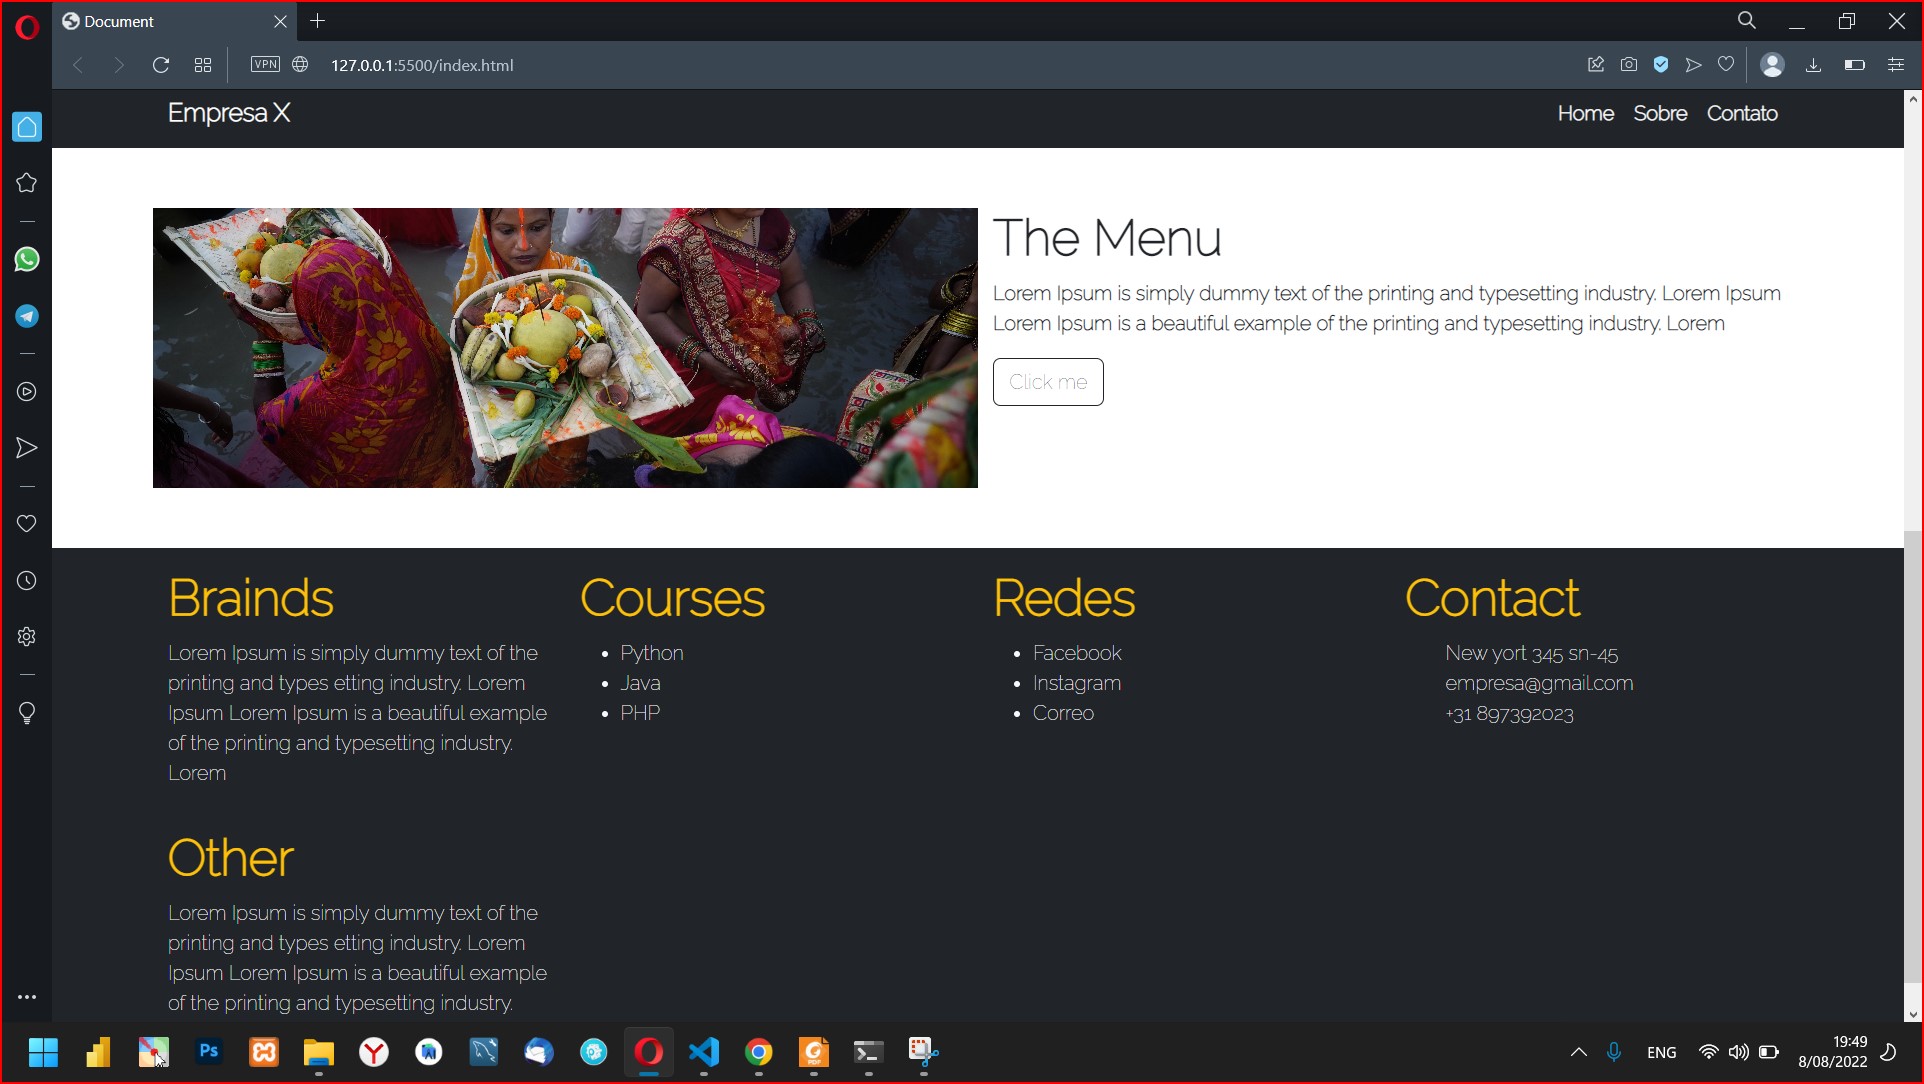 Document
VPN
127.0.0.1:5500/index.html
Empresa X
Home Sobre Contato
The Menu
Lorem Ipsum is simply dummy text of the printing and typesetting industry. Lorem Ipsum
Lorem Ipsum is a beautiful example of the printing and typesetting industry. Lorem
Click me
Brainds
Lorem Ipsum is simply dummy text of the
printing and types etting industry. Lorem
Ipsum Lorem Ipsum is a beautiful example
of the printing and typesetting industry.
Lorem
Courses
Python
Java
PHP
Redes
Facebook
Instagram
Correo
Contact
New yort 345 sn-45
empresa@gmail.com
+31 897392023
Other
Lorem Ipsum is simply dummy text of the
printing and types etting industry. Lorem
Ipsum Lorem Ipsum is a beautiful example
of the printing and typesetting industry.
Ps
PDF
ENG
19:49
8/08/2022